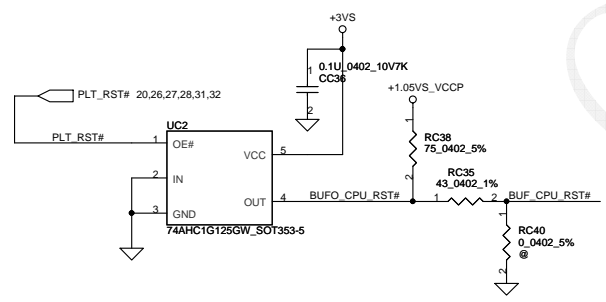 +3VS
1
0.1U_0402_10V7K
CC36
2
PLT_RST# 20,26,27,28,31,32
+1.05VS_VCCP
UC2
PLT_RST#
1
OE#
VCC
5
1
RC38
75_0402_5%
2
2
IN
RC35
43_0402_1%
3
GND
OUT
4
BUFO_CPU_RST#
1
2
BUF_CPU_RST#
74AHC1G125GW_SOT353-5
1
RC40
0_0402_5%
@
2